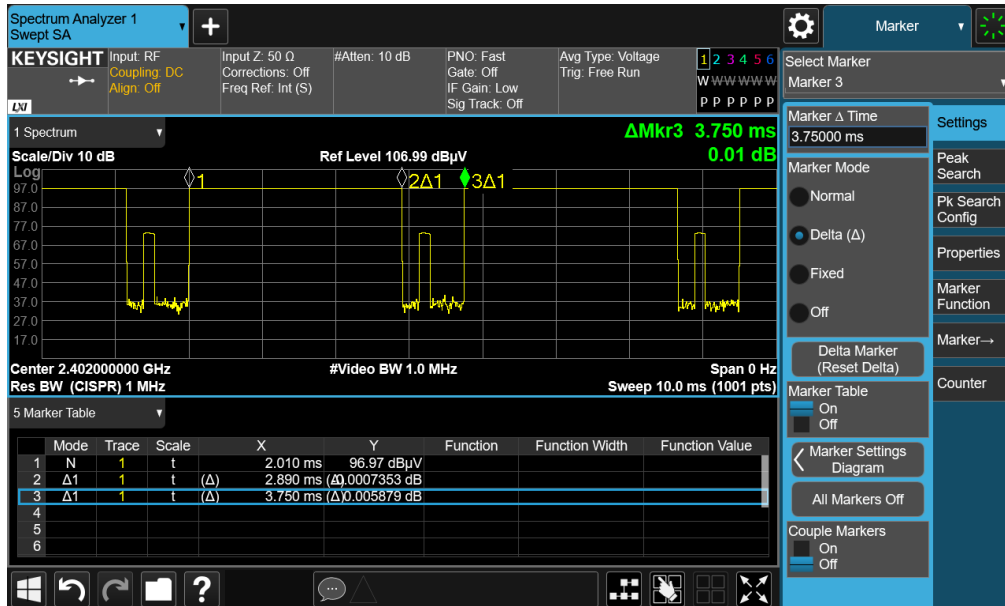 Spectrum Analyzer 1
Swept SA
+
Marker
KEYSIGHT
Input: RF
Coupling: DC
Align: Off
Input Z: 50 Ω
Corrections: Off
Freq Ref: Int (S)
#Atten: 10 dB
PNO: Fast
Gate: Off
IF Gain: Low
Sig Track: Off
Avg Type: Voltage
Trig: Free Run
1 2 3 4 5 6
W W W W W W
P P P P P P
LXI
Select Marker
Marker 3
1 Spectrum
ΔMkr3 3.750 ms
0.01 dB
Scale/Div 10 dB
Ref Level 106.99 dBµV
Log
97.0
87.0
77.0
67.0
57.0
47.0
37.0
27.0
17.0
1
2Δ1
3Δ1
Center 2.402000000 GHz
#Video BW 1.0 MHz
Span 0 Hz
Res BW (CISPR) 1 MHz
Sweep 10.0 ms (1001 pts)
5 Marker Table
Mode Trace Scale X Y Function Function Width Function Value
1 N 1 t 2.010 ms 96.97 dBµV
2 Δ1 1 t (Δ) 2.890 ms (Δ) 0.0007353 dB
3 Δ1 1 t (Δ) 3.750 ms (Δ) 0.005879 dB
4
5
6
Marker Δ Time
3.75000 ms
Marker Mode
Normal
Delta (Δ)
Fixed
Off
Delta Marker
(Reset Delta)
Marker Table
On
Off
Marker Settings
Diagram
All Markers Off
Couple Markers
On
Off
Settings
Peak
Search
Pk Search
Config
Properties
Marker
Function
Marker→
Counter
?